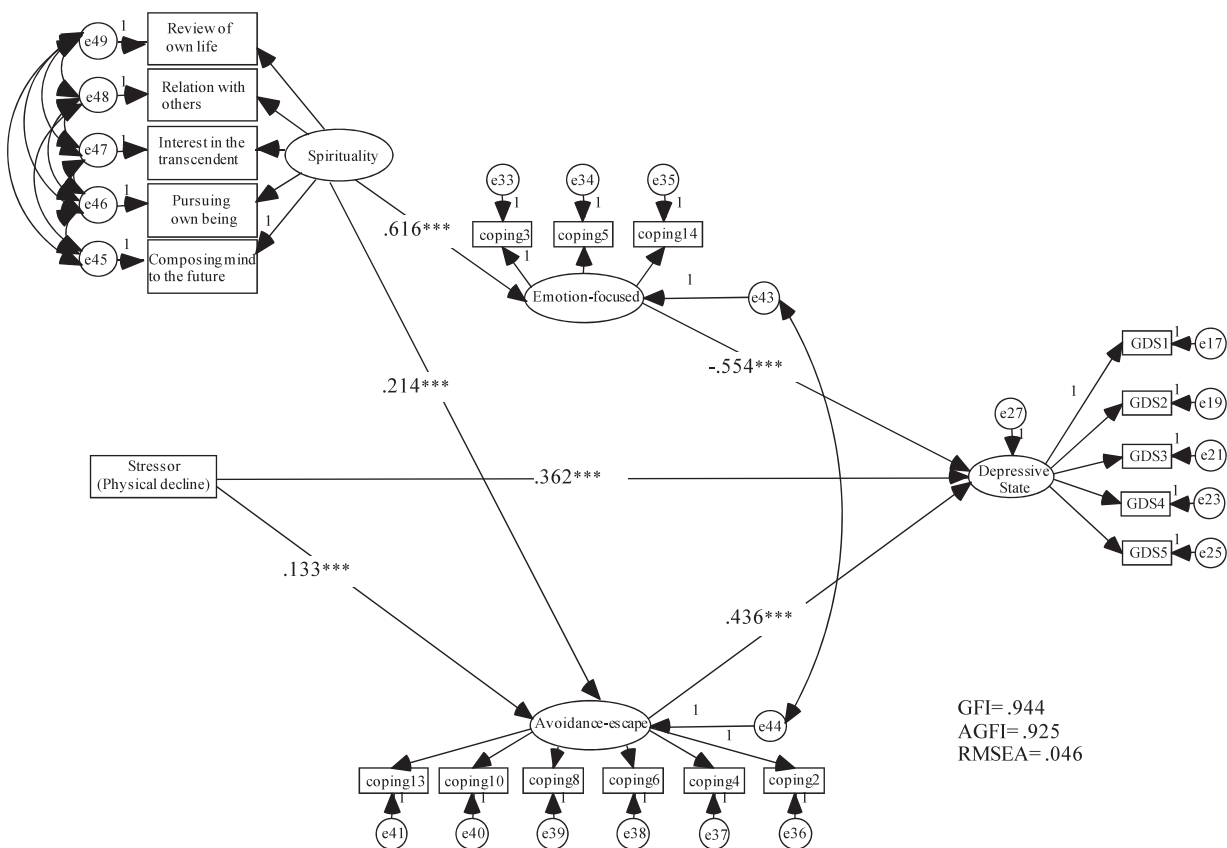 e49
1
Review of
own life
e48
1
Relation with
others
e47
1
Interest in the
transcendent
e46
1
Pursuing
own being
e45
1
Composing mind
to the future
1
Spirituality
.616***
.214***
e33
e34
e35
1
1
1
coping3
coping5
coping14
1
Emotion-focused
1
e43
-.554***
Stressor
(Physical decline)
.362***
.133***
.436***
e27
1
Depressive
State
1
GDS1
1
e17
GDS2
1
e19
GDS3
1
e21
GDS4
1
e23
GDS5
1
e25
Avoidance-escape
1
e44
1
coping13
coping10
coping8
coping6
coping4
coping2
1
1
1
1
1
1
e41
e40
e39
e38
e37
e36
GFI= .944
AGFI= .925
RMSEA= .046